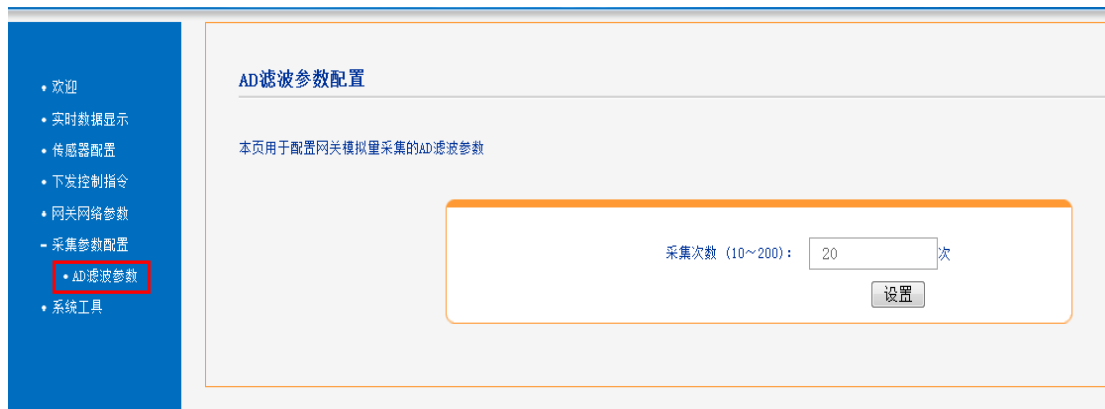 • 欢迎
• 实时数据显示
• 传感器配置
• 下发控制指令
• 网关网络参数
- 采集参数配置
• AD滤波参数
• 系统工具
AD滤波参数配置
本页用于配置网关模拟量采集的AD滤波参数
采集次数 (10~200): 20 次
设置